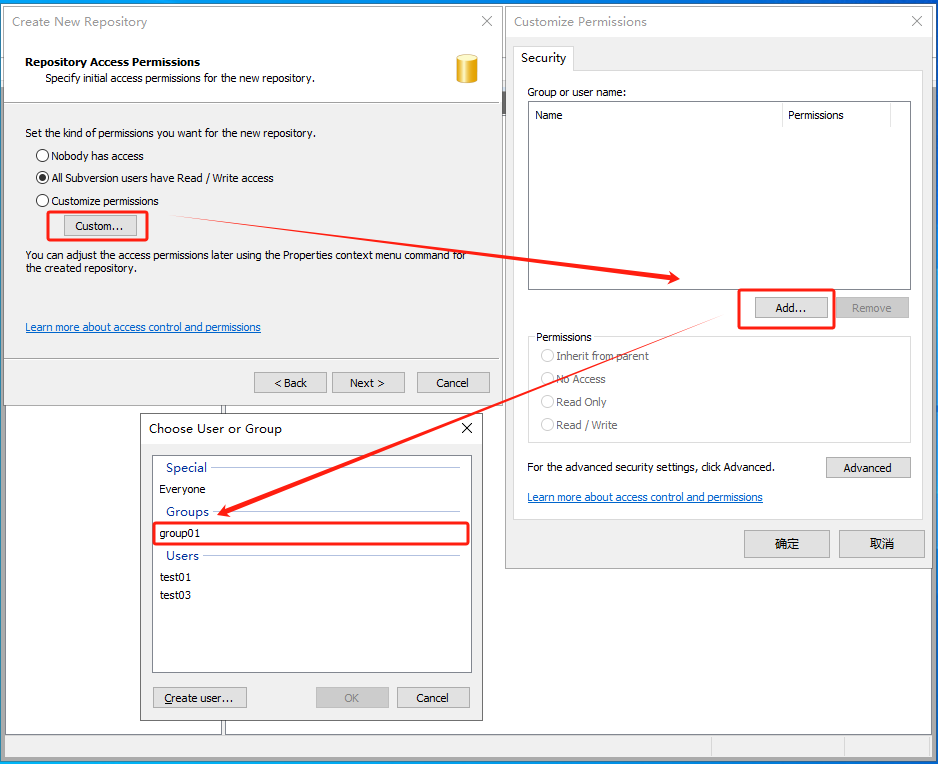 Create New Repository
Repository Access Permissions
Specify initial access permissions for the new repository.
Set the kind of permissions you want for the new repository.
Nobody has access
All Subversion users have Read / Write access
Customize permissions
Custom...
You can adjust the access permissions later using the Properties context menu command for
the created repository.
Learn more about access control and permissions
< Back
Next >
Cancel
Customize Permissions
Security
Group or user name:
Name
Permissions
Add...
Remove
Permissions
Inherit from parent
No Access
Read Only
Read / Write
For the advanced security settings, click Advanced.
Advanced
Learn more about access control and permissions
确定
取消
Choose User or Group
Special
Everyone
Groups
group01
Users
test01
test03
Create user...
OK
Cancel